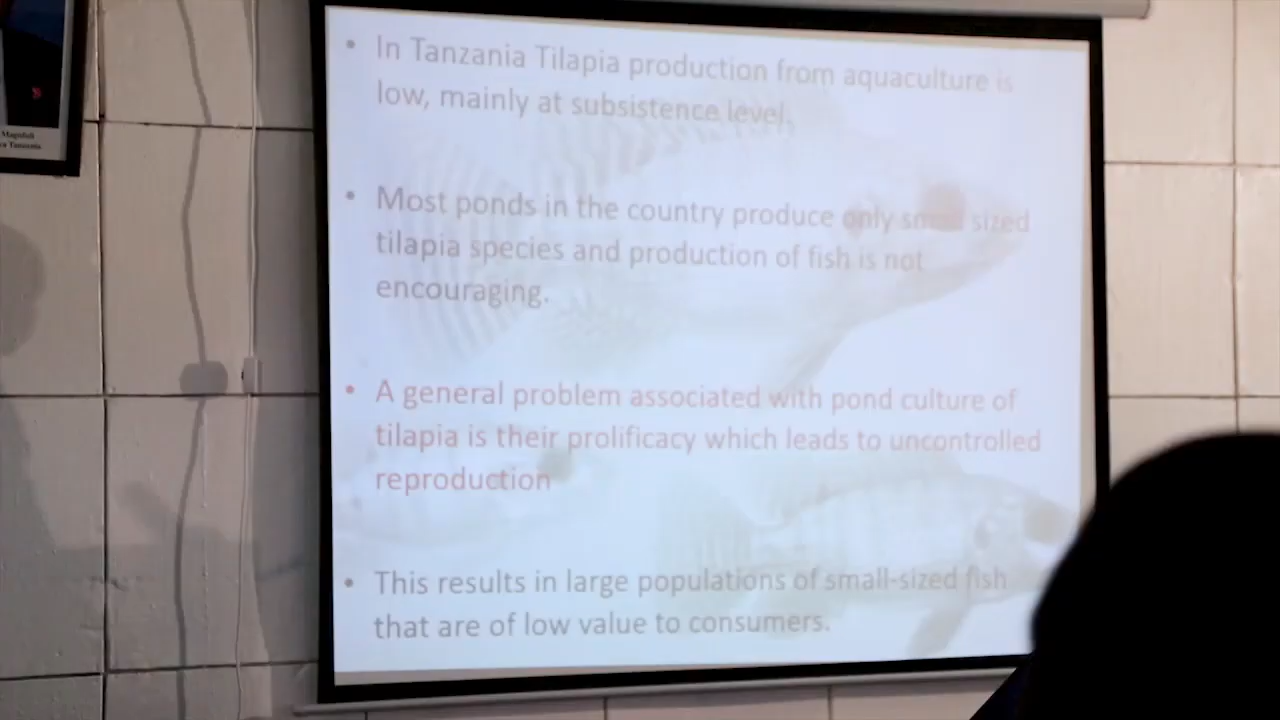 Magufuli
Tanzania
• In Tanzania Tilapia production from aquaculture is
low, mainly at subsistence level.
• Most ponds in the country produce only small sized
tilapia species and production of fish is not
encouraging.
• A general problem associated with pond culture of
tilapia is their prolificacy which leads to uncontrolled
reproduction
• This results in large populations of small-sized fish
that are of low value to consumers.